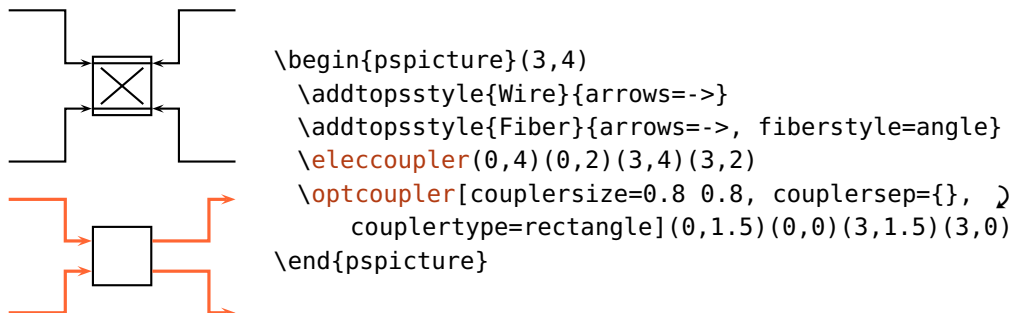 \begin{pspicture}(3,4)
\addtopsstyle{Wire}{arrows=->}
\addtopsstyle{Fiber}{arrows=->, fiberstyle=angle}
\eleccoupler(0,4)(0,2)(3,4)(3,2)
\optcoupler[couplersize=0.8 0.8, couplersep={},
couplertype=rectangle](0,1.5)(0,0)(3,1.5)(3,0)
\end{pspicture}